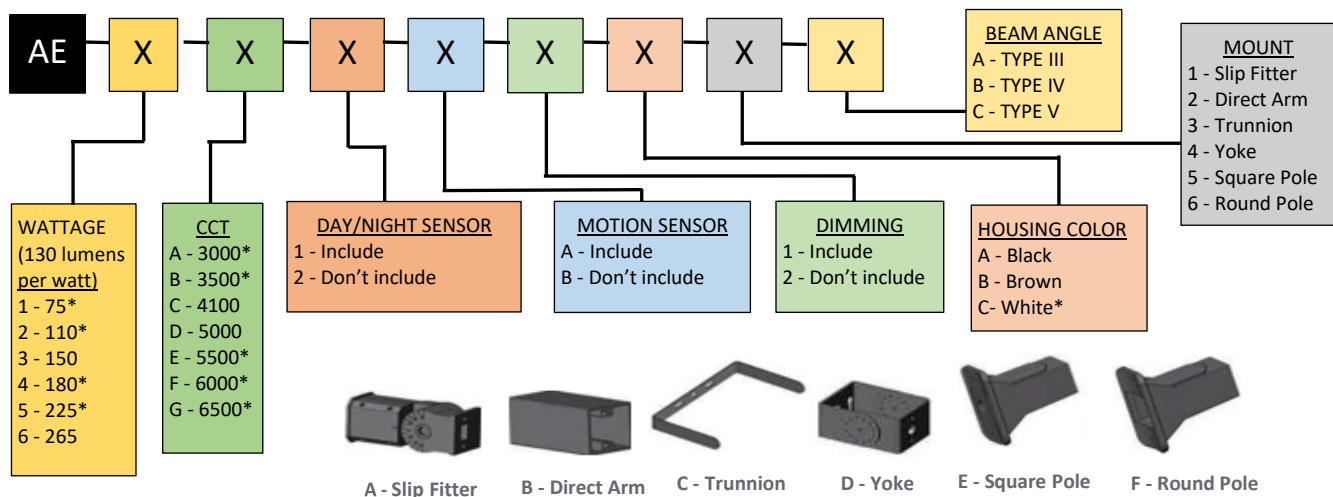 AE X X X X X X X X
BEAM ANGLE
A - TYPE III
B - TYPE IV
C - TYPE V
MOUNT
1 - Slip Fitter
2 - Direct Arm
3 - Trunnion
4 - Yoke
5 - Square Pole
6 - Round Pole
WATTAGE
(130 lumens
per watt)
1 - 75*
2 - 110*
3 - 150
4 - 180*
5 - 225*
6 - 265
CCT
A - 3000*
B - 3500*
C - 4100
D - 5000
E - 5500*
F - 6000*
G - 6500*
DAY/NIGHT SENSOR
1 - Include
2 - Don’t include
MOTION SENSOR
A - Include
B - Don’t include
DIMMING
1 - Include
2 - Don’t include
HOUSING COLOR
A - Black
B - Brown
C- White*
A - Slip Fitter
B - Direct Arm
C - Trunnion
D - Yoke
E - Square Pole
F - Round Pole